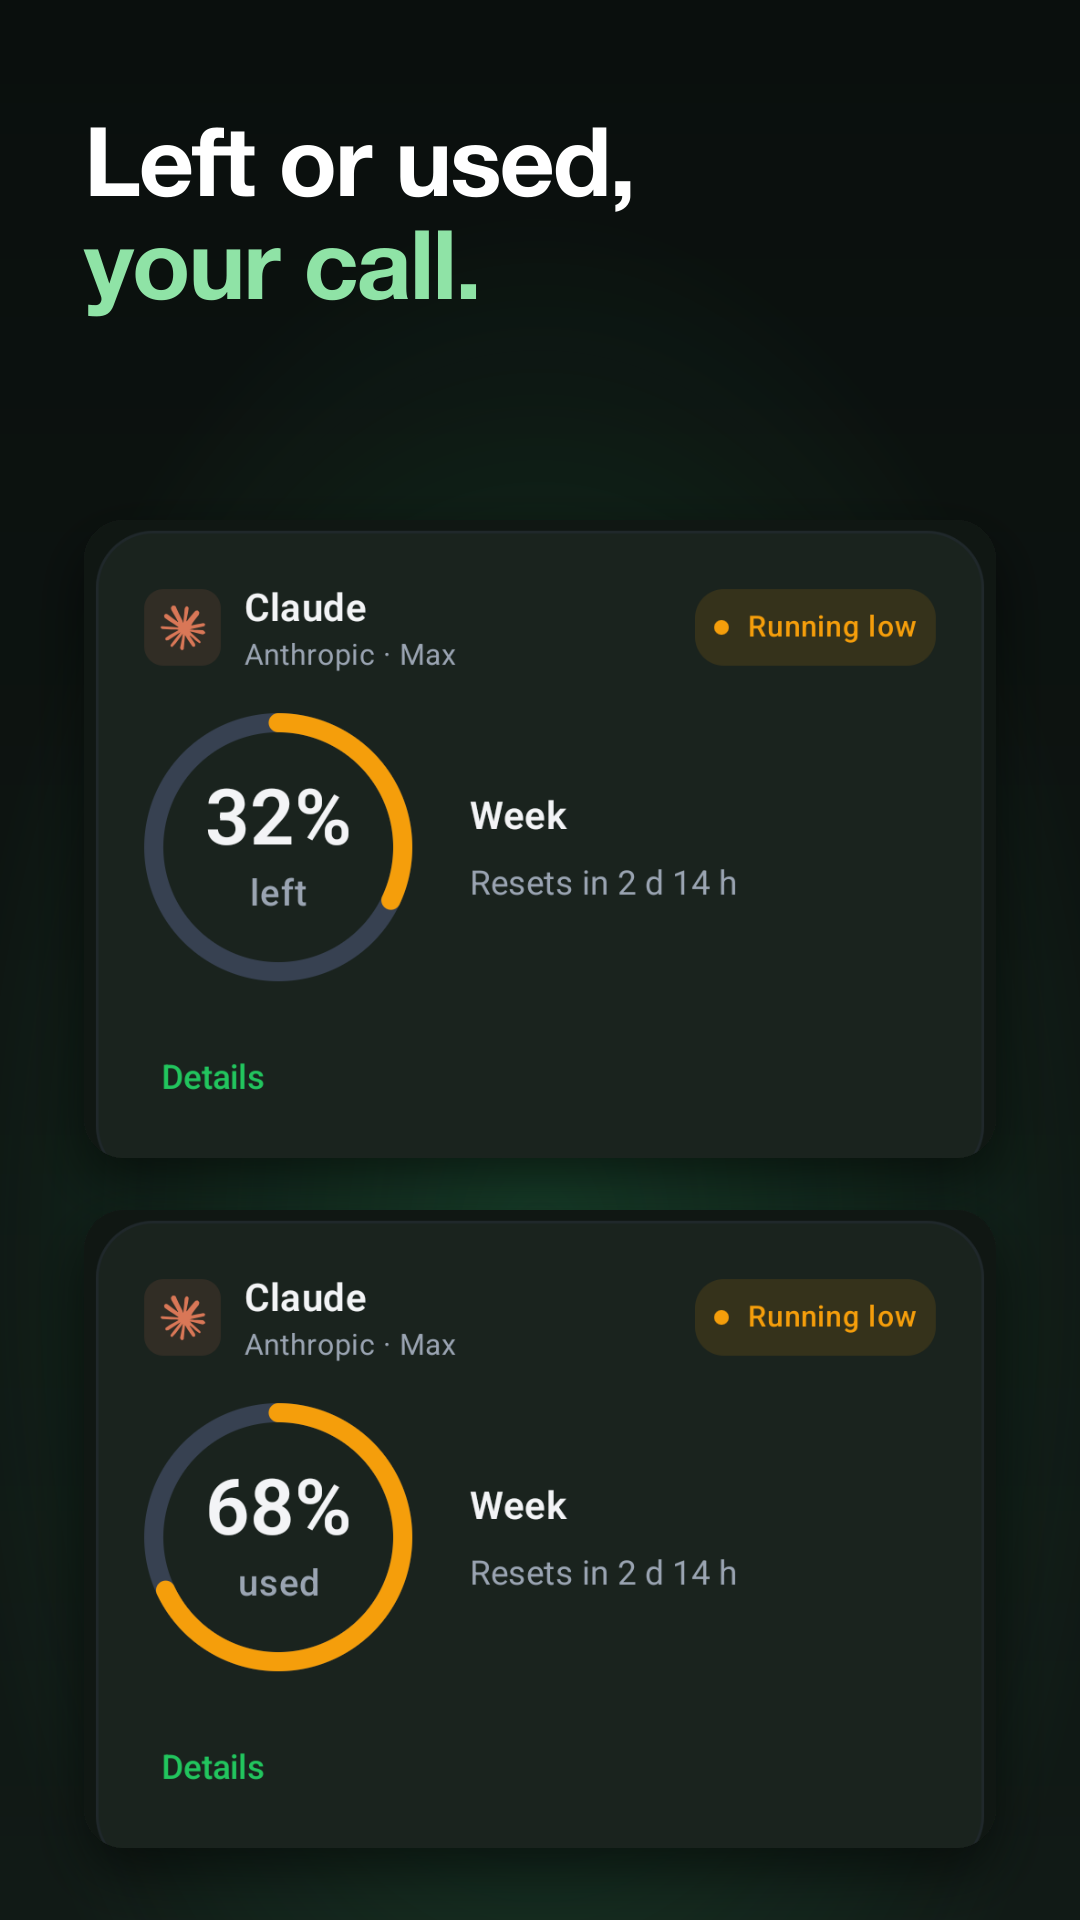 Left or used,
your call.
Claude
Anthropic · Max
Running low
32%
left
Week
Resets in 2 d 14 h
Details
Claude
Anthropic · Max
Running low
68%
used
Week
Resets in 2 d 14 h
Details